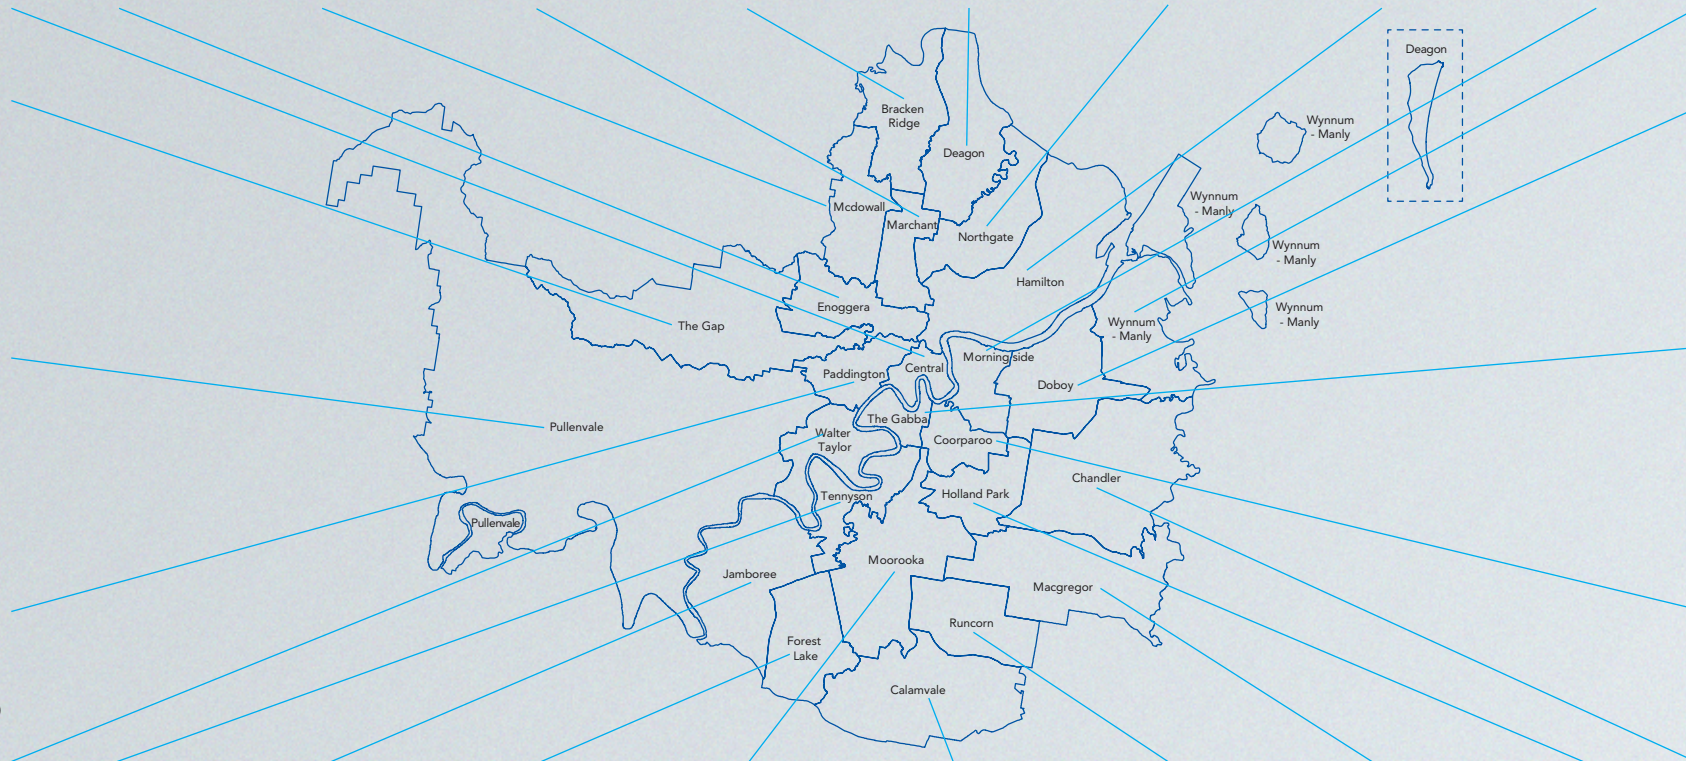 Deagon
Bracken
Ridge
Wynnum
- Manly
Deagon
Wynnum
- Manly
Mcdowall
Marchant
Northgate
Wynnum
- Manly
Hamilton
Enoggera
Wynnum
- Manly
The Gap
Wynnum
- Manly
Morningside
Central
Paddington
Doboy
The Gabba
Pullenvale
Walter
Taylor
Coorparoo
Chandler
Holland Park
Tennyson
Pullenvale
Moorooka
Jamboree
Macgregor
Runcorn
Forest
Lake
Calamvale